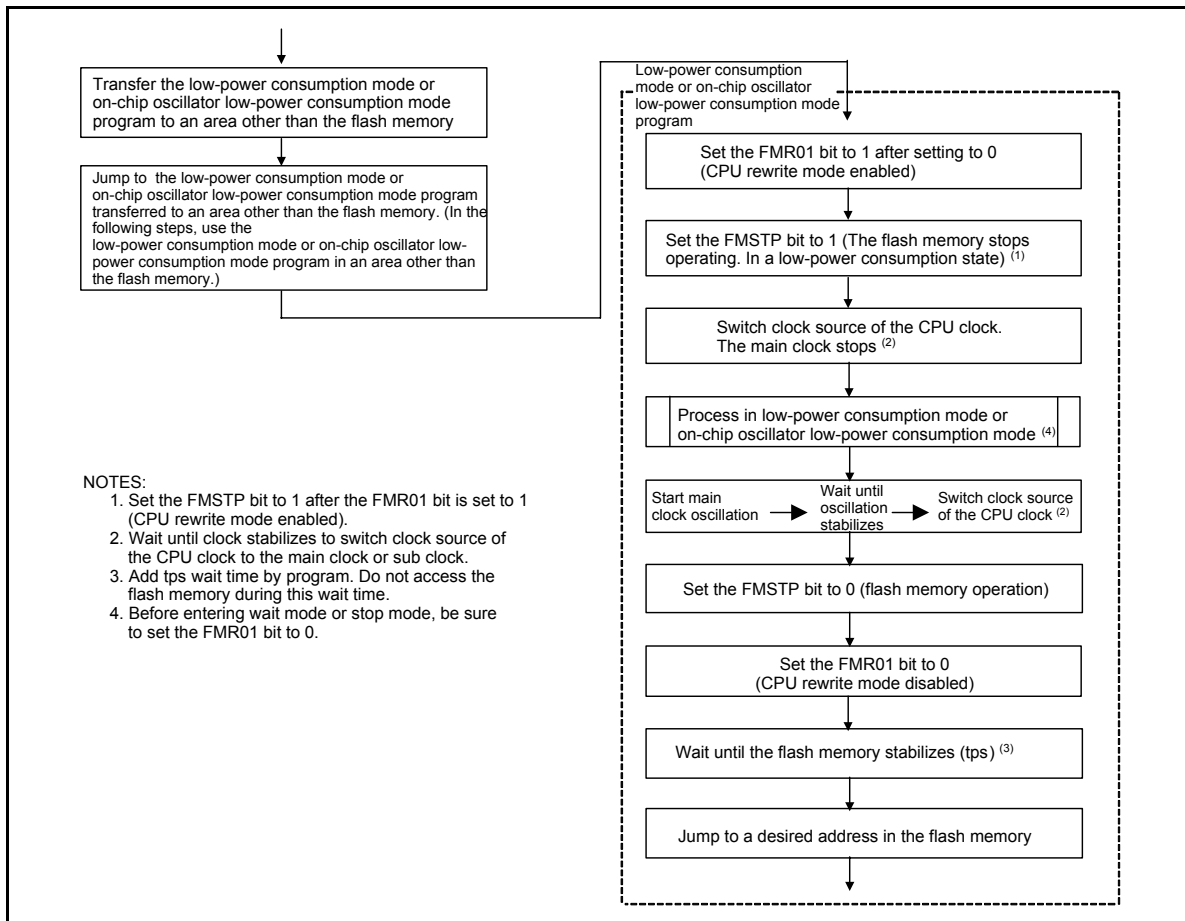 Transfer the low-power consumption mode or
on-chip oscillator low-power consumption mode
program to an area other than the flash memory
Jump to the low-power consumption mode or
on-chip oscillator low-power consumption mode program
transferred to an area other than the flash memory. (In the
following steps, use the
low-power consumption mode or on-chip oscillator low-
power consumption mode program in an area other than
the flash memory.)
NOTES:
1. Set the FMSTP bit to 1 after the FMR01 bit is set to 1
(CPU rewrite mode enabled).
2. Wait until clock stabilizes to switch clock source of
the CPU clock to the main clock or sub clock.
3. Add tps wait time by program. Do not access the
flash memory during this wait time.
4. Before entering wait mode or stop mode, be sure
to set the FMR01 bit to 0.
Low-power consumption
mode or on-chip oscillator
low-power consumption mode
program
Set the FMR01 bit to 1 after setting to 0
(CPU rewrite mode enabled)
Set the FMSTP bit to 1 (The flash memory stops
operating. In a low-power consumption state) (1)
Switch clock source of the CPU clock.
The main clock stops (2)
Process in low-power consumption mode or
on-chip oscillator low-power consumption mode (4)
Start main
clock oscillation
Wait until
oscillation
stabilizes
Switch clock source
of the CPU clock (2)
Set the FMSTP bit to 0 (flash memory operation)
Set the FMR01 bit to 0
(CPU rewrite mode disabled)
Wait until the flash memory stabilizes (tps) (3)
Jump to a desired address in the flash memory